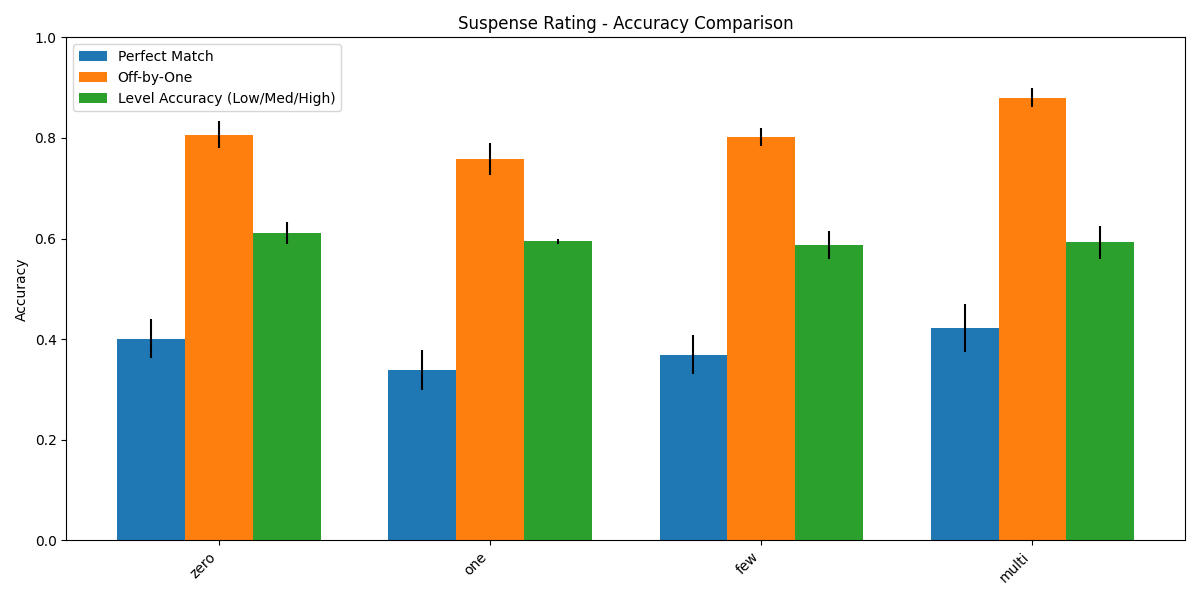 Suspense Rating - Accuracy Comparison
Perfect Match
Off-by-One
Level Accuracy (Low/Med/High)
Accuracy
1.0
0.8
0.6
0.4
0.2
0.0
zero
one
few
multi